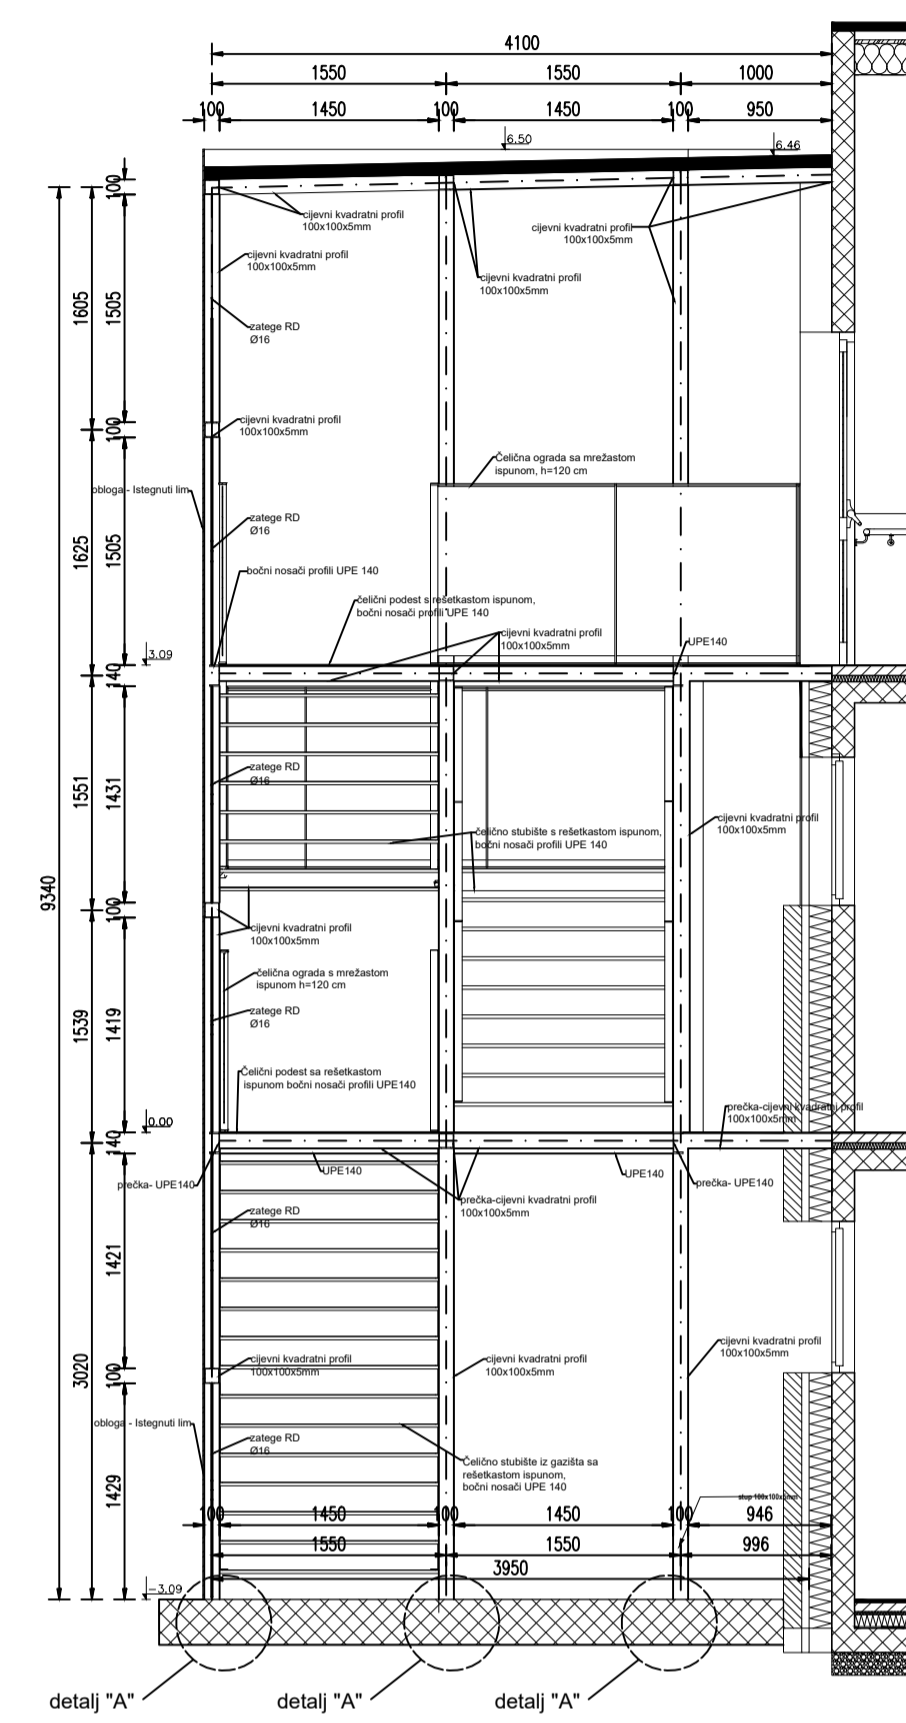 4100
1550
1550
1000
100
1450
100
1450
100
950
6.50
6.46
100
cijevni kvadratni profil
100x100x5mm
cijevni kvadratni profil
100x100x5mm
cijevni kvadratni profil
100x100x5mm
cijevni kvadratni profil
100x100x5mm
1605
1505
zatege RD
Ø16
100
cijevni kvadratni profil
100x100x5mm
Čelična ograda sa mrežastom
ispunom, h=120 cm
obloga - Istegnuti lim
zatege RD
Ø16
1625
1505
bočni nosači profili UPE 140
čelični podest s rešetkastom ispunom,
bočni nosači profili UPE 140
cijevni kvadratni profil
100x100x5mm
UPE140
3.09
140
zatege RD
Ø16
1551
1431
cijevni kvadratni profil
100x100x5mm
čelično stubište s rešetkastom ispunom,
bočni nosači profili UPE 140
9340
100
cijevni kvadratni profil
100x100x5mm
čelična ograda s mrežastom
ispunom h=120 cm
zatege RD
Ø16
1539
1419
Čelični podest sa rešetkastom
ispunom bočni nosači profili UPE140
prečka-cijevni kvadratni profil
100x100x5mm
0.00
140
UPE140
UPE140
prečka- UPE140
prečka- UPE140
prečka-cijevni kvadratni profil
100x100x5mm
zatege RD
Ø16
1421
3020
cijevni kvadratni profil
100x100x5mm
cijevni kvadratni profil
100x100x5mm
cijevni kvadratni profil
100x100x5mm
100
obloga - Istegnuti lim
zatege RD
Ø16
Čelično stubište iz gazišta sa
rešetkastom ispunom,
bočni nosači UPE 140
1429
stup 100x100x5mm
100
1450
100
1450
100
946
1550
1550
996
3950
-3.09
detalj "A"
detalj "A"
detalj "A"